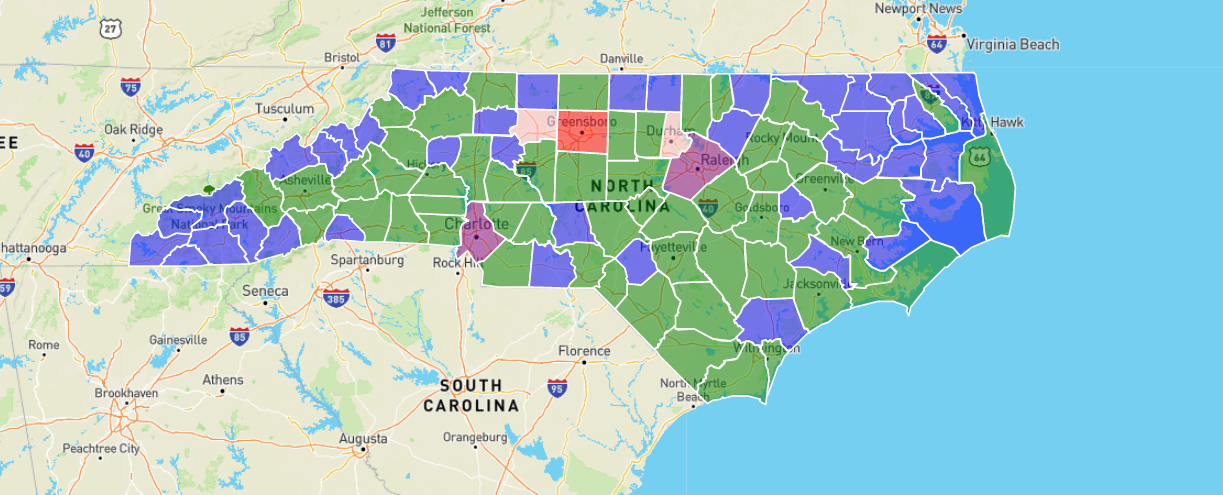 Newport News
Jefferson
National Forest
27
81
64
Virginia Beach
Bristol
Danville
75
Tusculum
Oak Ridge
EE
40
Greensboro
Durham
Rocky Mount
Hawk
64
Hickory
Raleigh
85
Asheville
NORTH
CAROLINA
Greenville
Great Smoky Mountains
National Park
40
Goldsboro
Charlotte
hattanooga
Fayetteville
New Bern
Spartanburg
Rock Hill
59
Seneca
385
Jacksonville
85
Gainesville
Rome
Wilmington
Florence
Athens
SOUTH
CAROLINA
95
North Myrtle
Beach
Brookhaven
Augusta
Orangeburg
Peachtree City